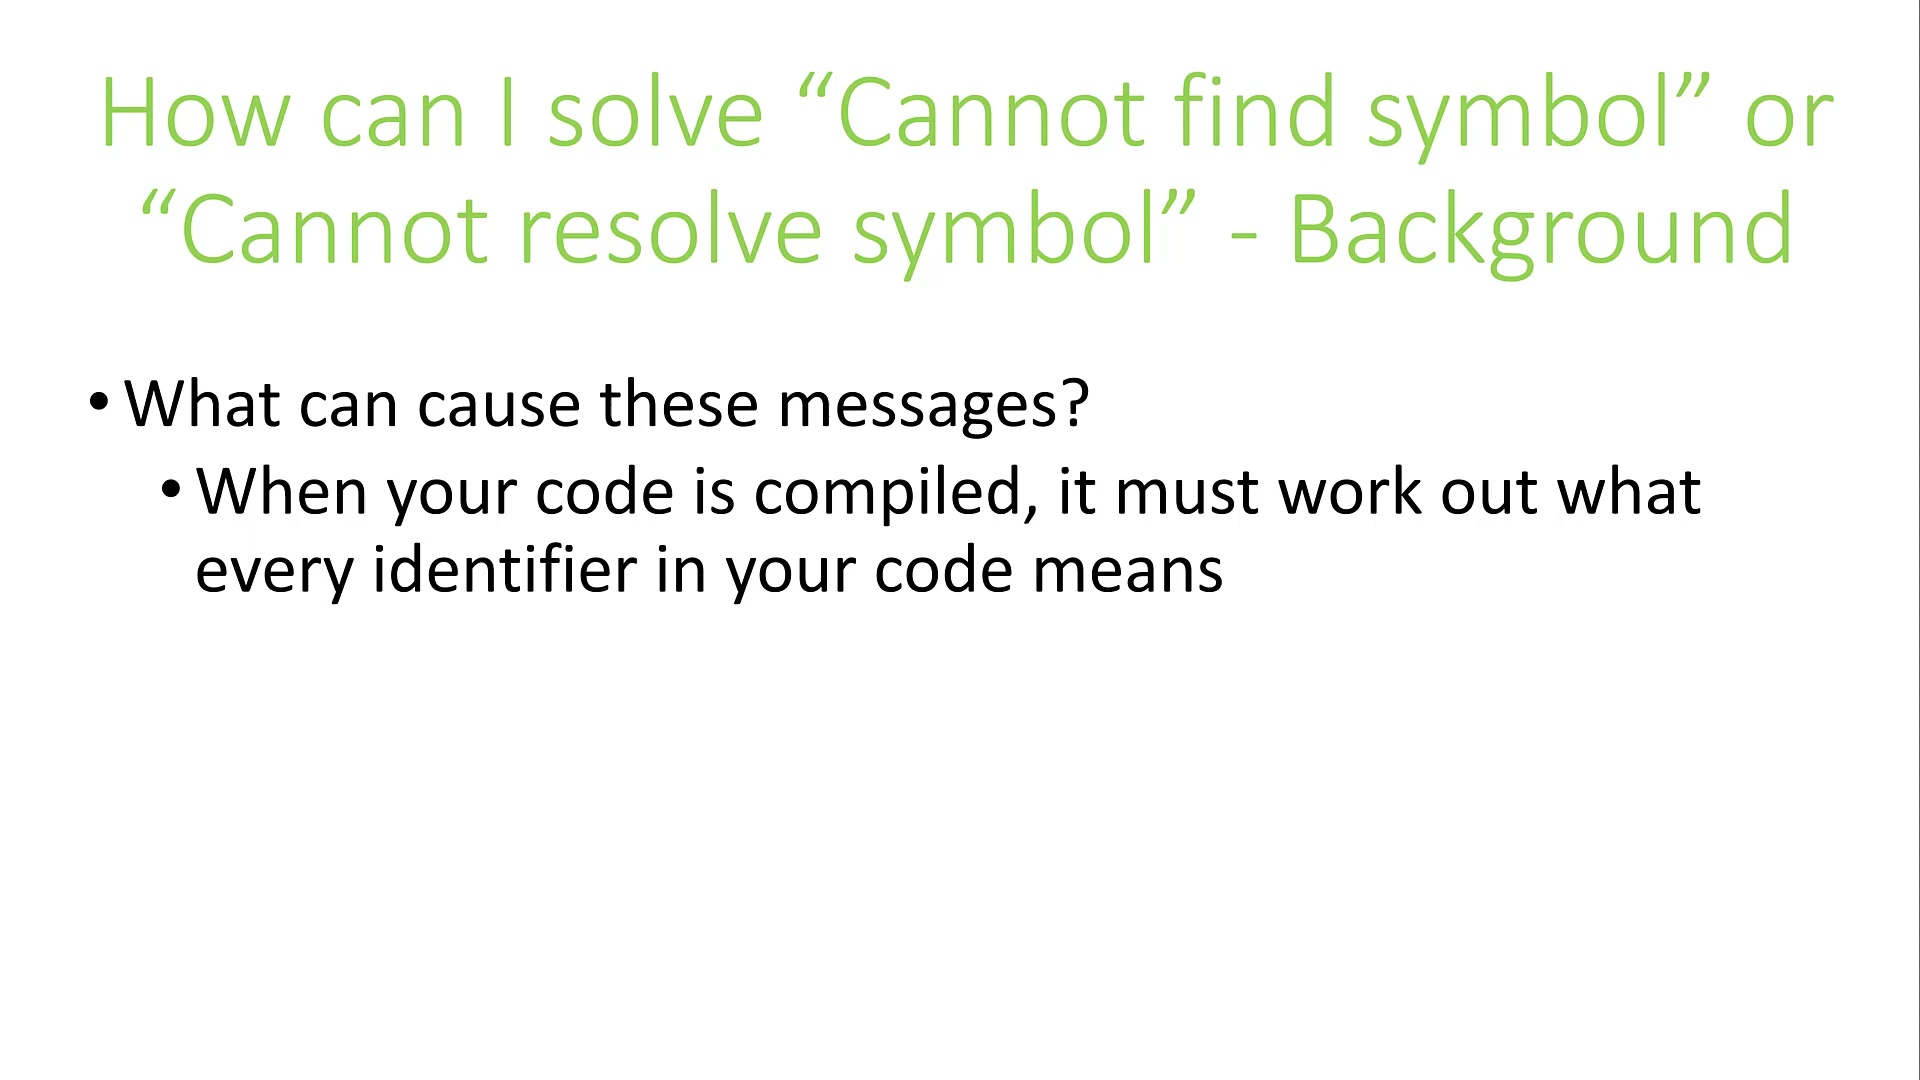 How can I solve “Cannot find symbol” or
“Cannot resolve symbol” - Background
• What can cause these messages?
• When your code is compiled, it must work out what
every identifier in your code means